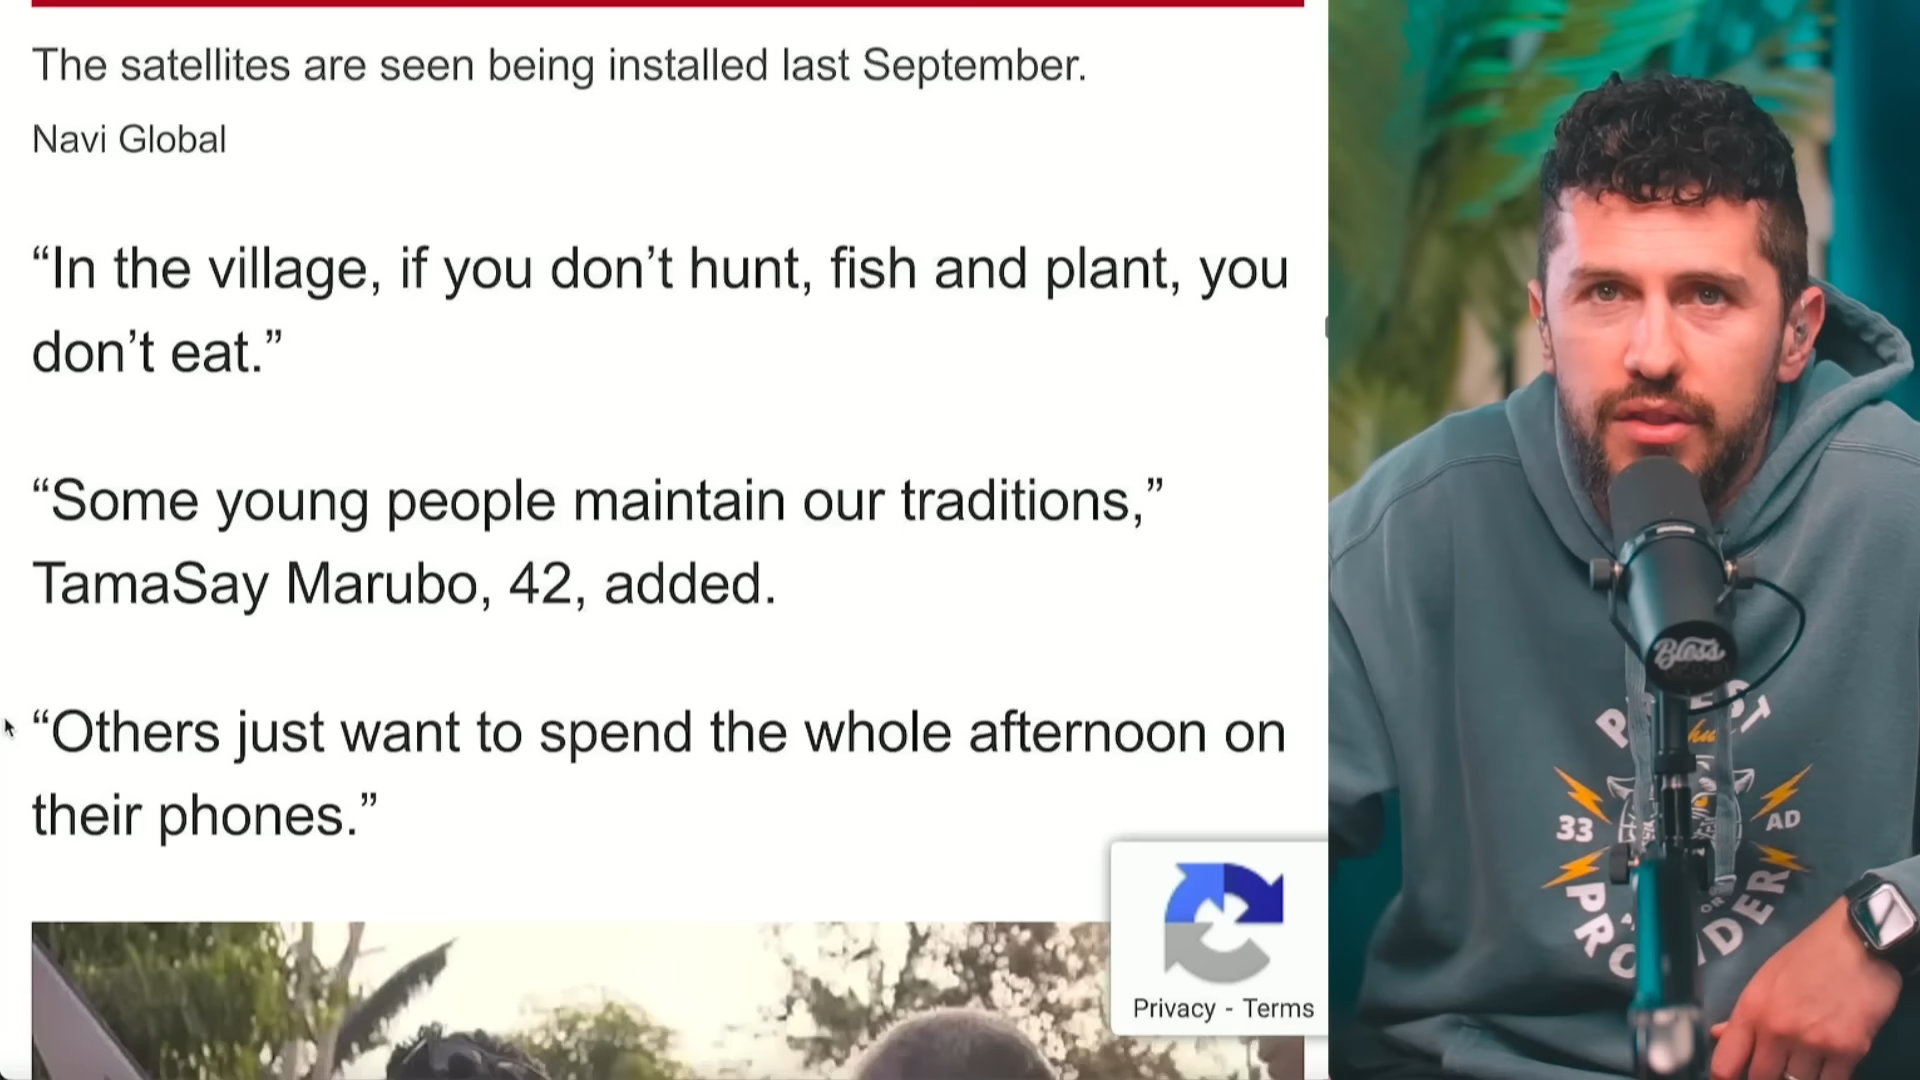 The satellites are seen being installed last September.
Navi Global
“In the village, if you don’t hunt, fish and plant, you
don’t eat.”
“Some young people maintain our traditions,”
TamaSay Marubo, 42, added.
“Others just want to spend the whole afternoon on
their phones.”
Privacy - Terms
Bless
33
AD